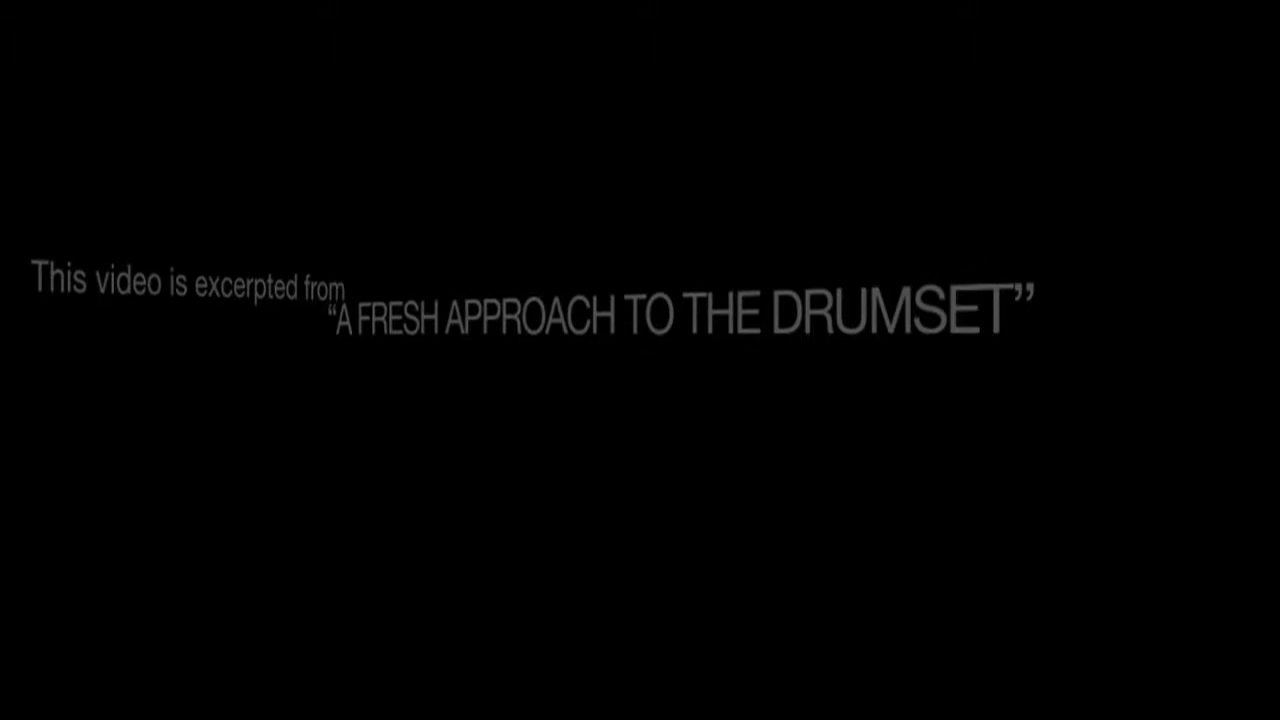 This video is excerpted from
“A FRESH APPROACH TO THE DRUMSET”